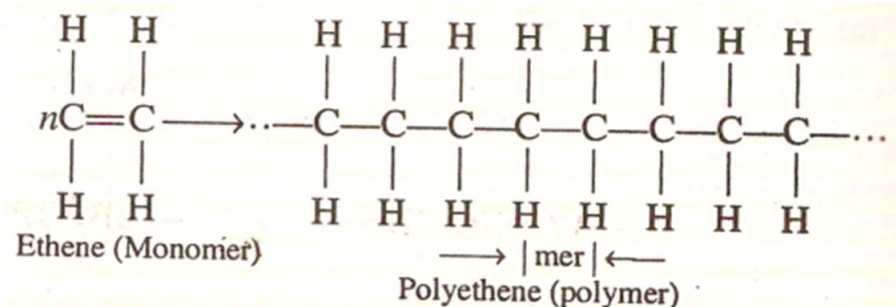 H H H H H H H H H H
nC=C ⟶ ··—C—C—C—C—C—C—C—C—···
H H H H H H H H H H
Ethene (Monomer) ⟶ | mer | ⟵
Polyethene (polymer)